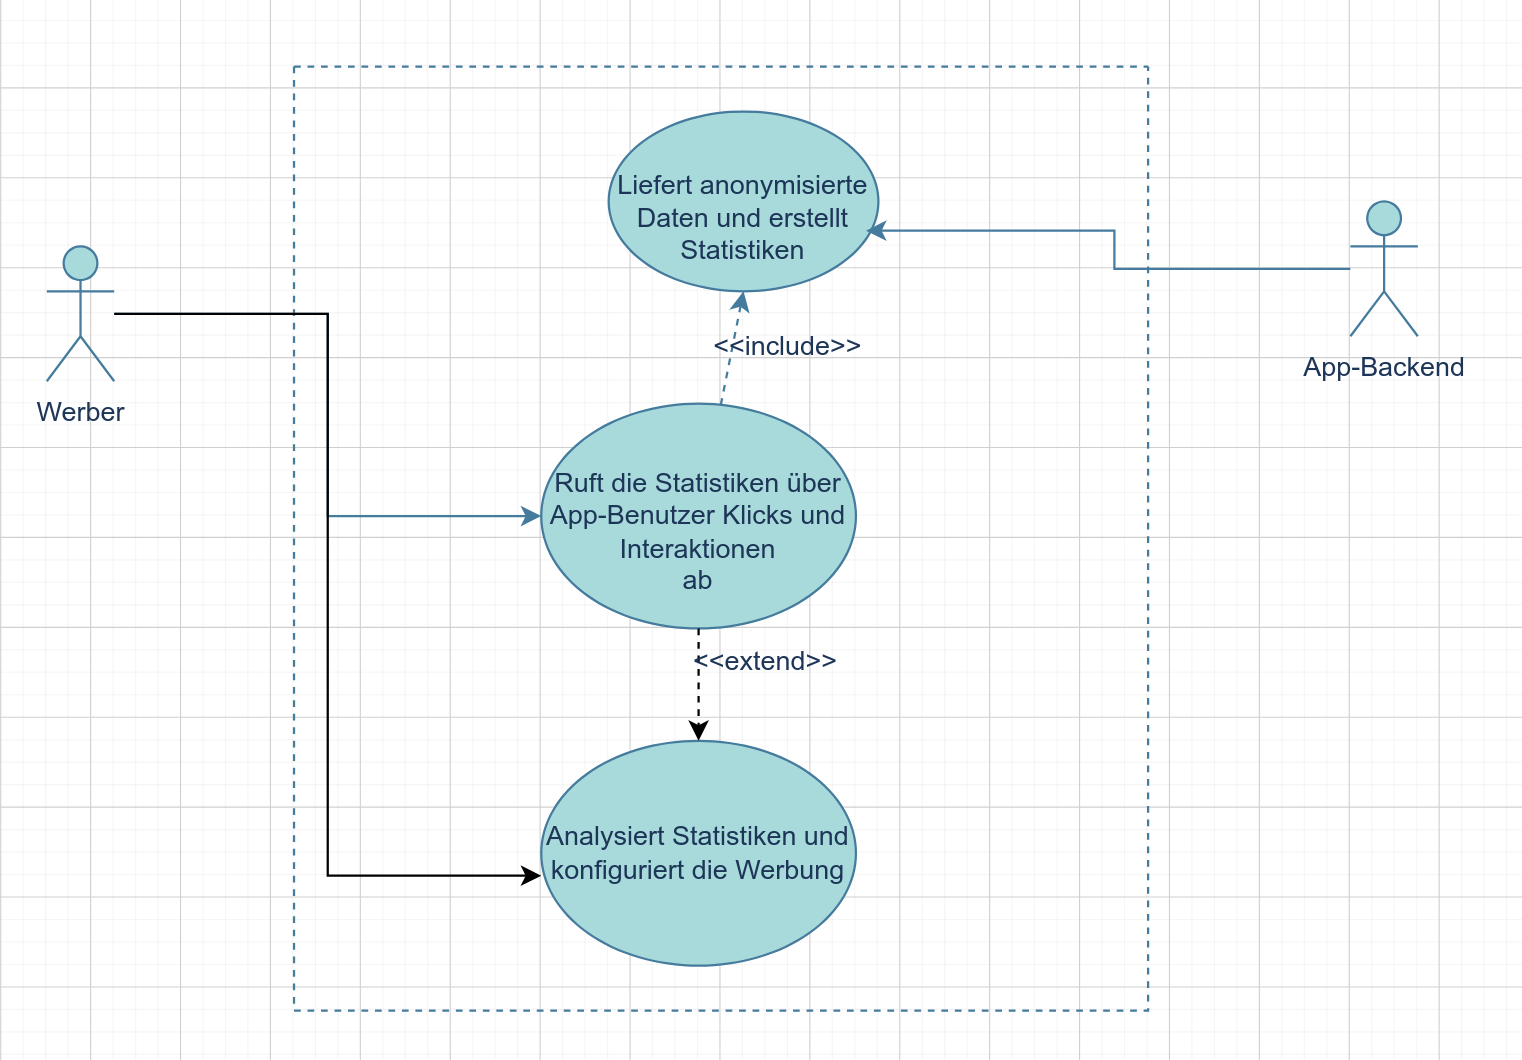 Liefert anonymisierte
Daten und erstellt
Statistiken
<<include>>
App-Backend
Werber
Ruft die Statistiken über
App-Benutzer Klicks und
Interaktionen
ab
<<extend>>
Analysiert Statistiken und
konfiguriert die Werbung